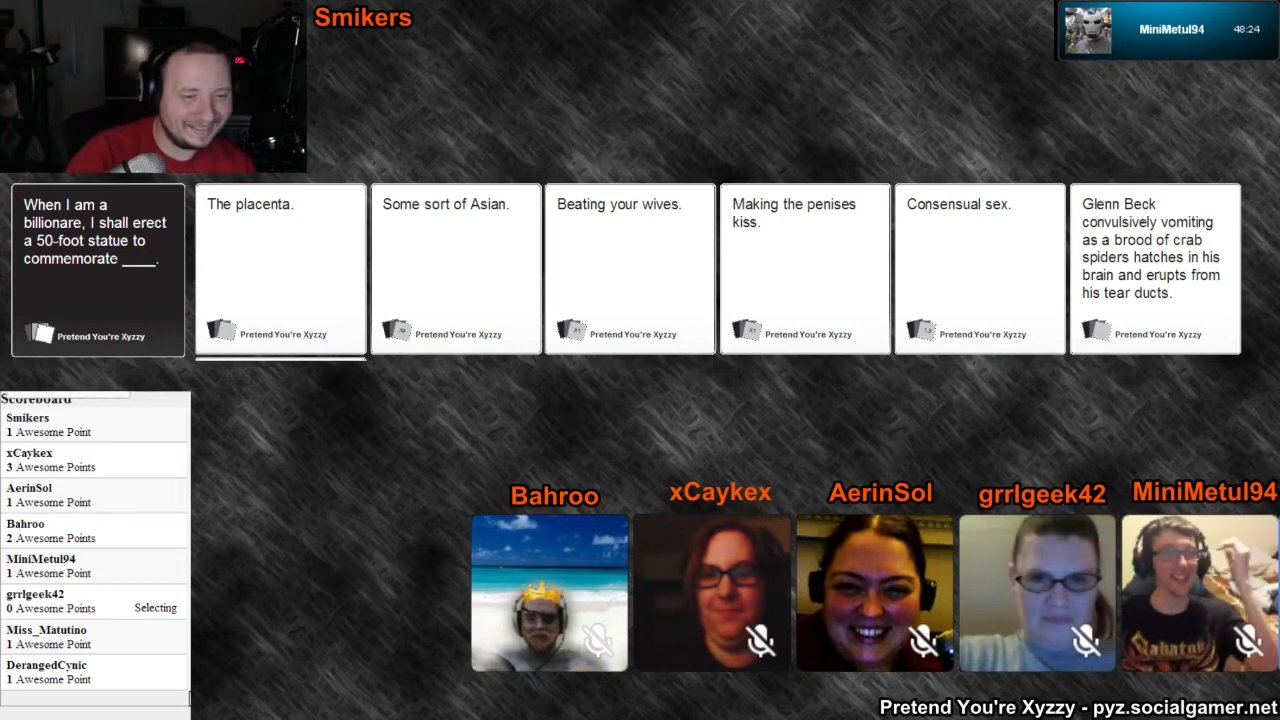 Smikers
MiniMetul94
48:24
When I am a
billionare, I shall erect
a 50-foot statue to
commemorate ____.
Pretend You're Xyzzy
The placenta.
Pretend You're Xyzzy
Some sort of Asian.
Pretend You're Xyzzy
Beating your wives.
Pretend You're Xyzzy
Making the penises
kiss.
Pretend You're Xyzzy
Consensual sex.
Pretend You're Xyzzy
Glenn Beck
convulsively vomiting
as a brood of crab
spiders hatches in his
brain and erupts from
his tear ducts.
Pretend You're Xyzzy
Scoreboard
Smikers
1 Awesome Point
xCaykex
3 Awesome Points
AerinSol
1 Awesome Point
Bahroo
2 Awesome Points
MiniMetul94
1 Awesome Point
grrlgeek42
0 Awesome Points Selecting
Miss_Matutino
1 Awesome Point
DerangedCynic
1 Awesome Point
Bahroo
xCaykex
AerinSol
grrlgeek42
MiniMetul94
Pretend You're Xyzzy - pyz.socialgamer.net